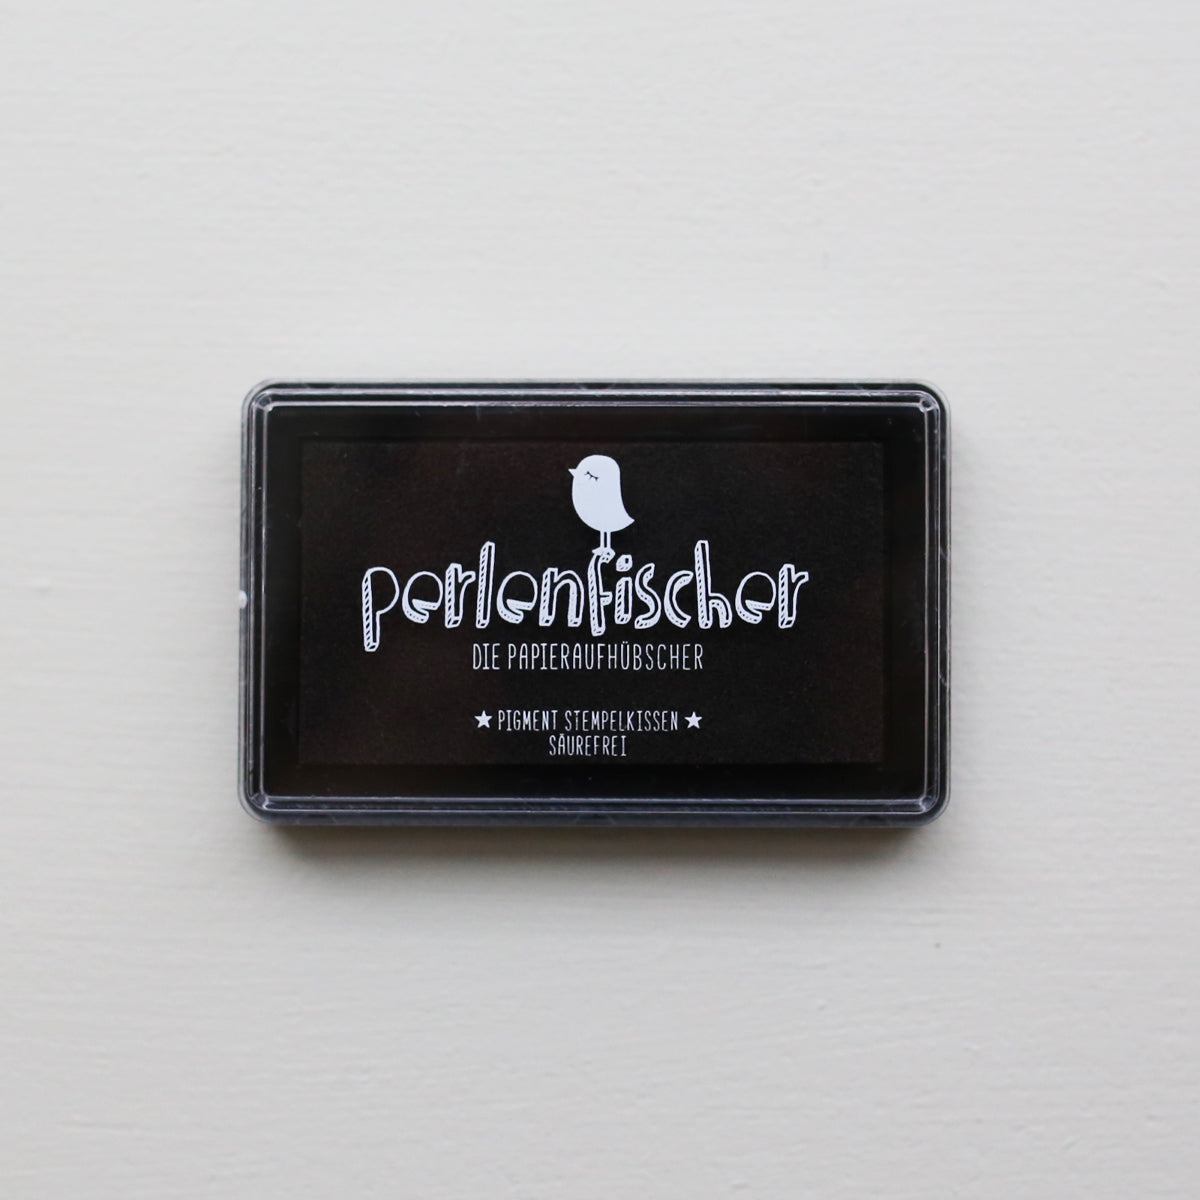 perlenfischer
DIE PAPIERAUFHÜBSCHER
★ PIGMENT STEMPELKISSEN ★
SÄUREFREI